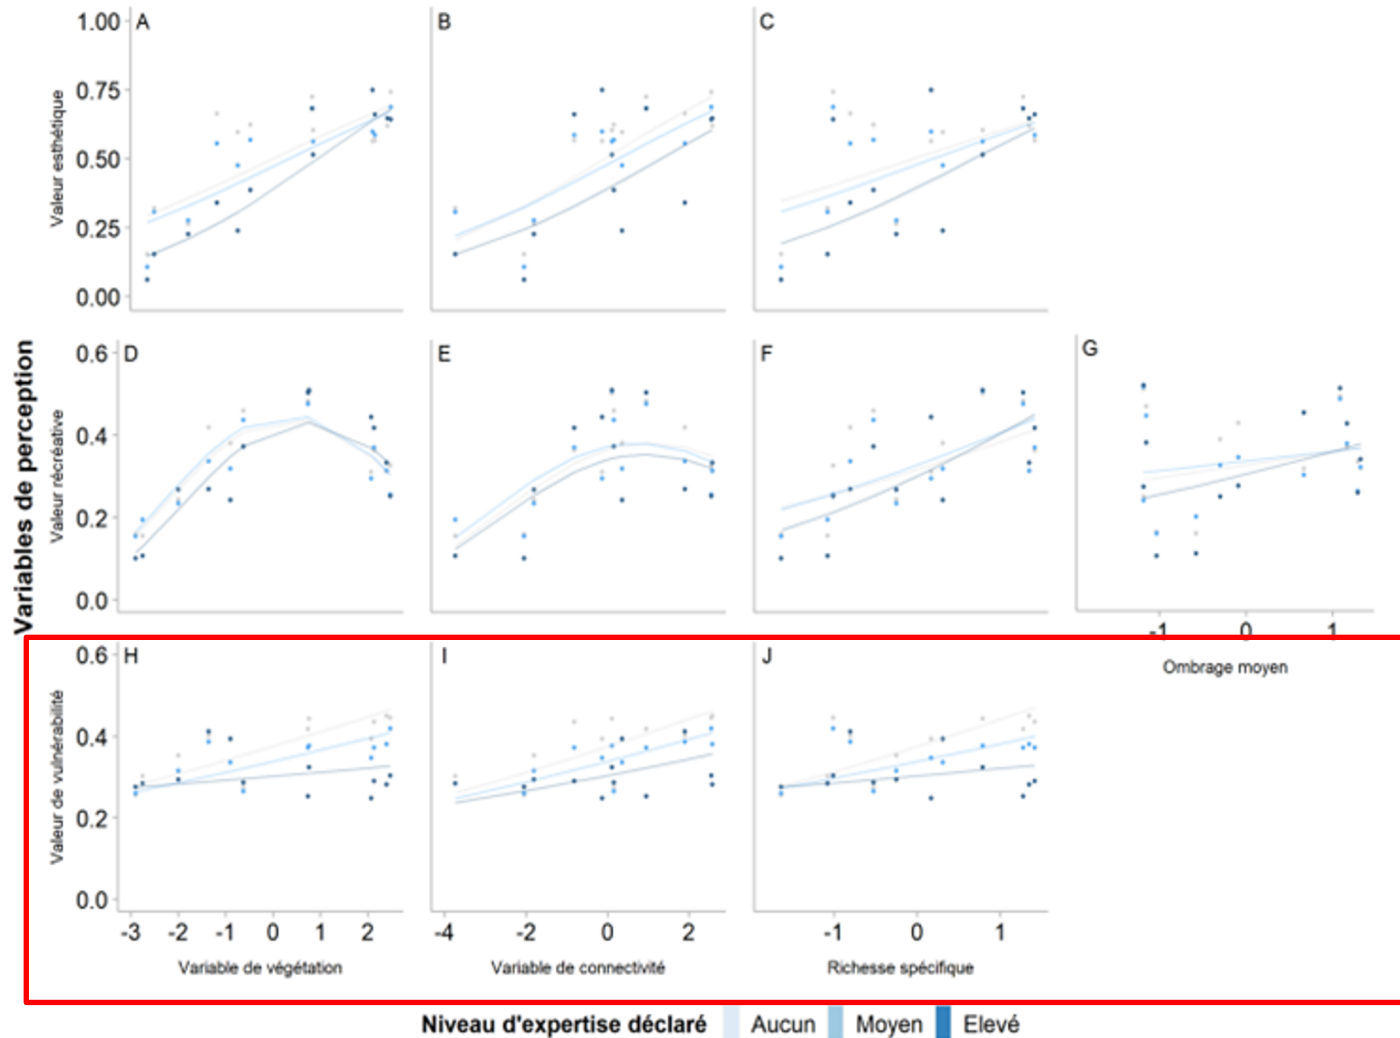 Variables de perception
Valeur esthétique
1.00
0.75
0.50
0.25
0.00
A
B
C
Valeur récréative
0.6
0.4
0.2
0.0
D
E
F
G
-1 0 1
Ombrage moyen
Valeur de vulnérabilité
0.6
0.4
0.2
0.0
H
I
J
-3 -2 -1 0 1 2
-4 -2 0 2
-1 0 1
Variable de végétation
Variable de connectivité
Richesse spécifique
Niveau d'expertise déclaré Aucun Moyen Elevé